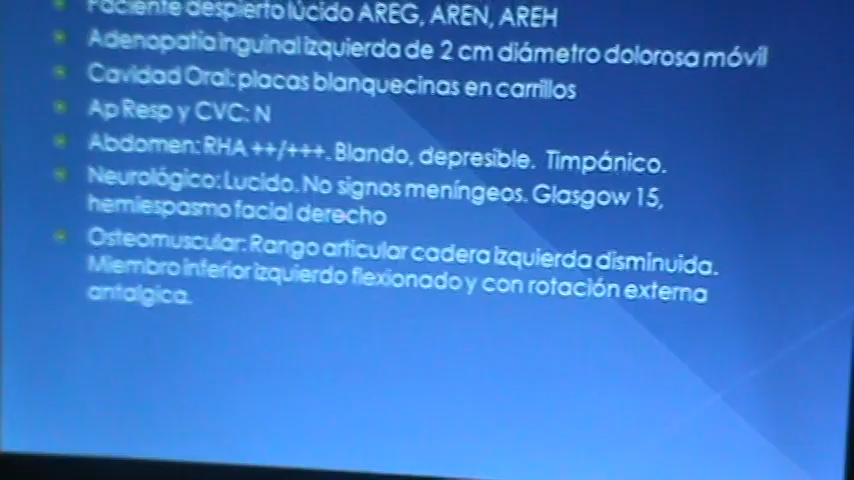 Paciente despierto lúcido AREG, AREN, AREH
Adenopatia inguinal izquierda de 2 cm diámetro dolorosa móvil
Cavidad Oral: placas blanquecinas en carrillos
Ap Resp y CVC: N
Abdomen: RHA ++/+++. Blando, depresible. Timpánico.
Neurológico: Lucido. No signos meníngeos. Glasgow 15,
hemiespasmo facial derecho
Osteomuscular: Rango articular cadera izquierda disminuida.
Miembro inferior izquierdo flexionado y con rotación externa
antalgica.